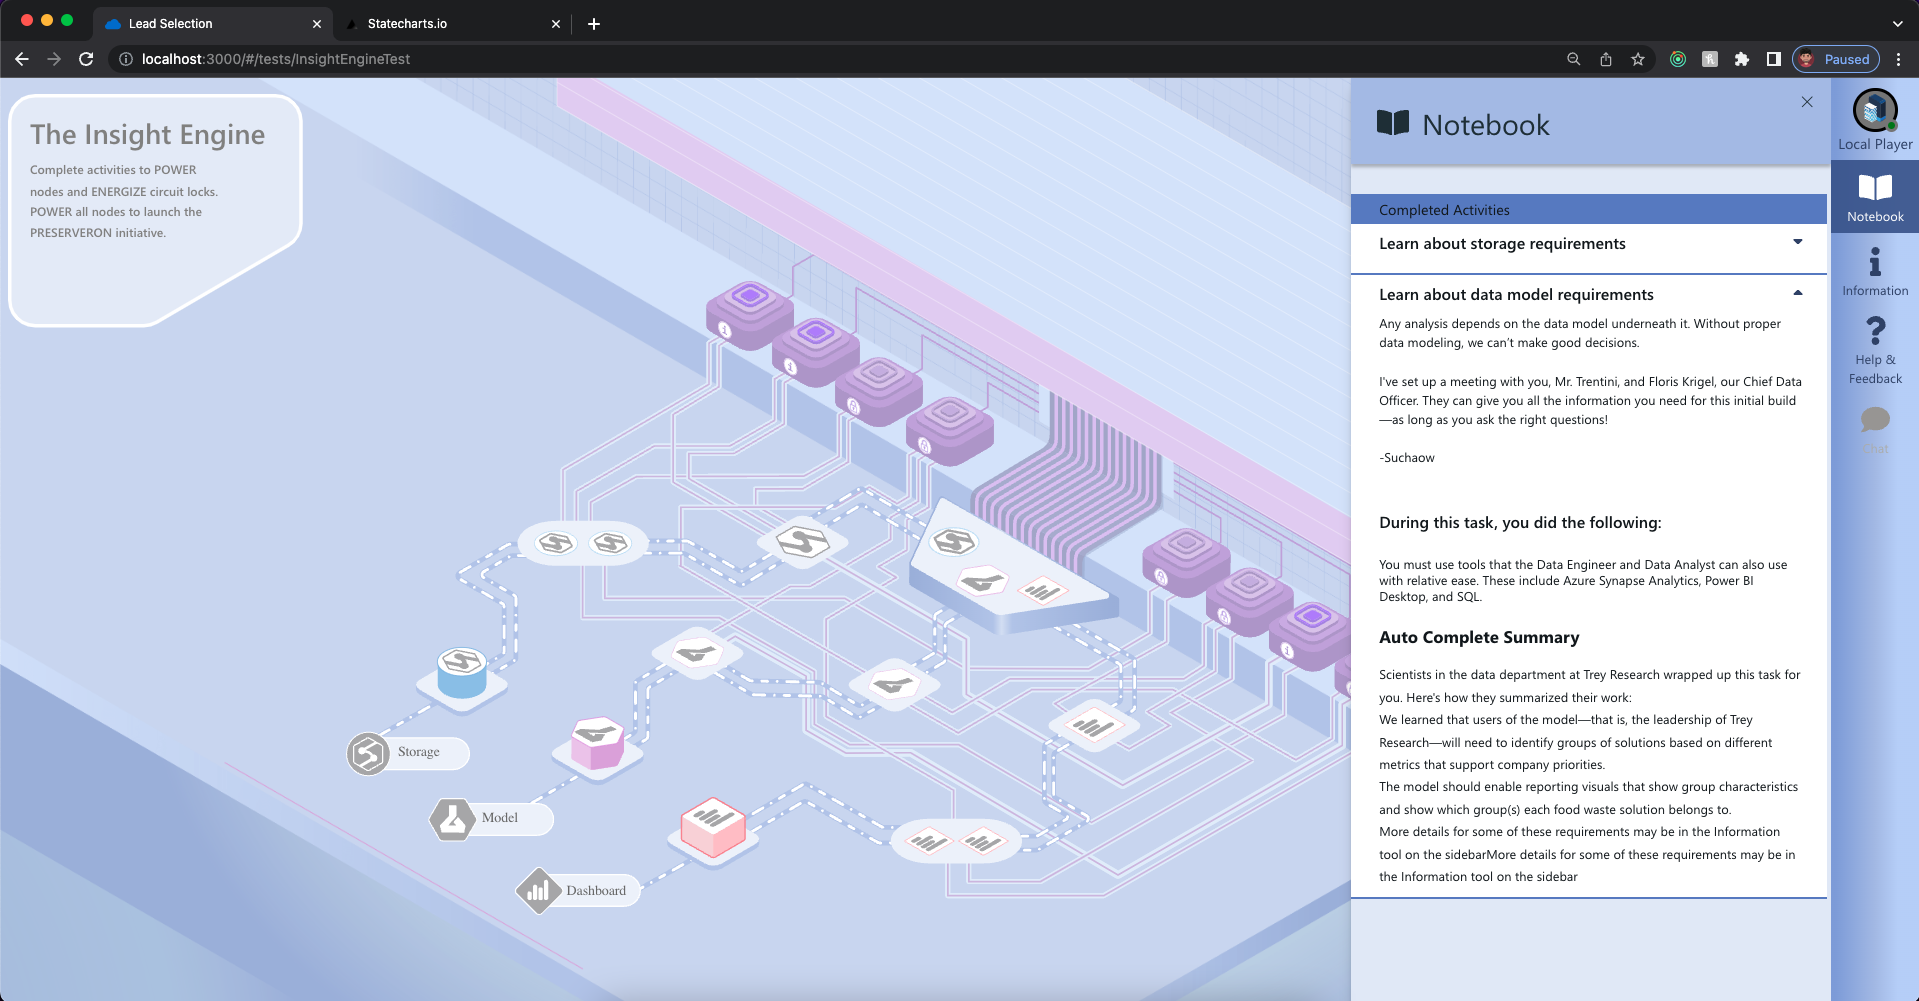 Lead Selection
Statecharts.io
localhost:3000/#/tests/InsightEngineTest
Paused
The Insight Engine
Complete activities to POWER
nodes and ENERGIZE circuit locks.
POWER all nodes to launch the
PRESERVERON initiative.
Storage
Model
Dashboard
Notebook
Completed Activities
Learn about storage requirements
Learn about data model requirements
Any analysis depends on the data model underneath it. Without proper
data modeling, we can’t make good decisions.
I've set up a meeting with you, Mr. Trentini, and Floris Krigel, our Chief Data
Officer. They can give you all the information you need for this initial build
—as long as you ask the right questions!
-Suchaow
During this task, you did the following:
You must use tools that the Data Engineer and Data Analyst can also use
with relative ease. These include Azure Synapse Analytics, Power BI
Desktop, and SQL.
Auto Complete Summary
Scientists in the data department at Trey Research wrapped up this task for
you. Here's how they summarized their work:
We learned that users of the model—that is, the leadership of Trey
Research—will need to identify groups of solutions based on different
metrics that support company priorities.
The model should enable reporting visuals that show group characteristics
and show which group(s) each food waste solution belongs to.
More details for some of these requirements may be in the Information
tool on the sidebarMore details for some of these requirements may be in
the Information tool on the sidebar
Local Player
Notebook
Information
Help &
Feedback
Chat